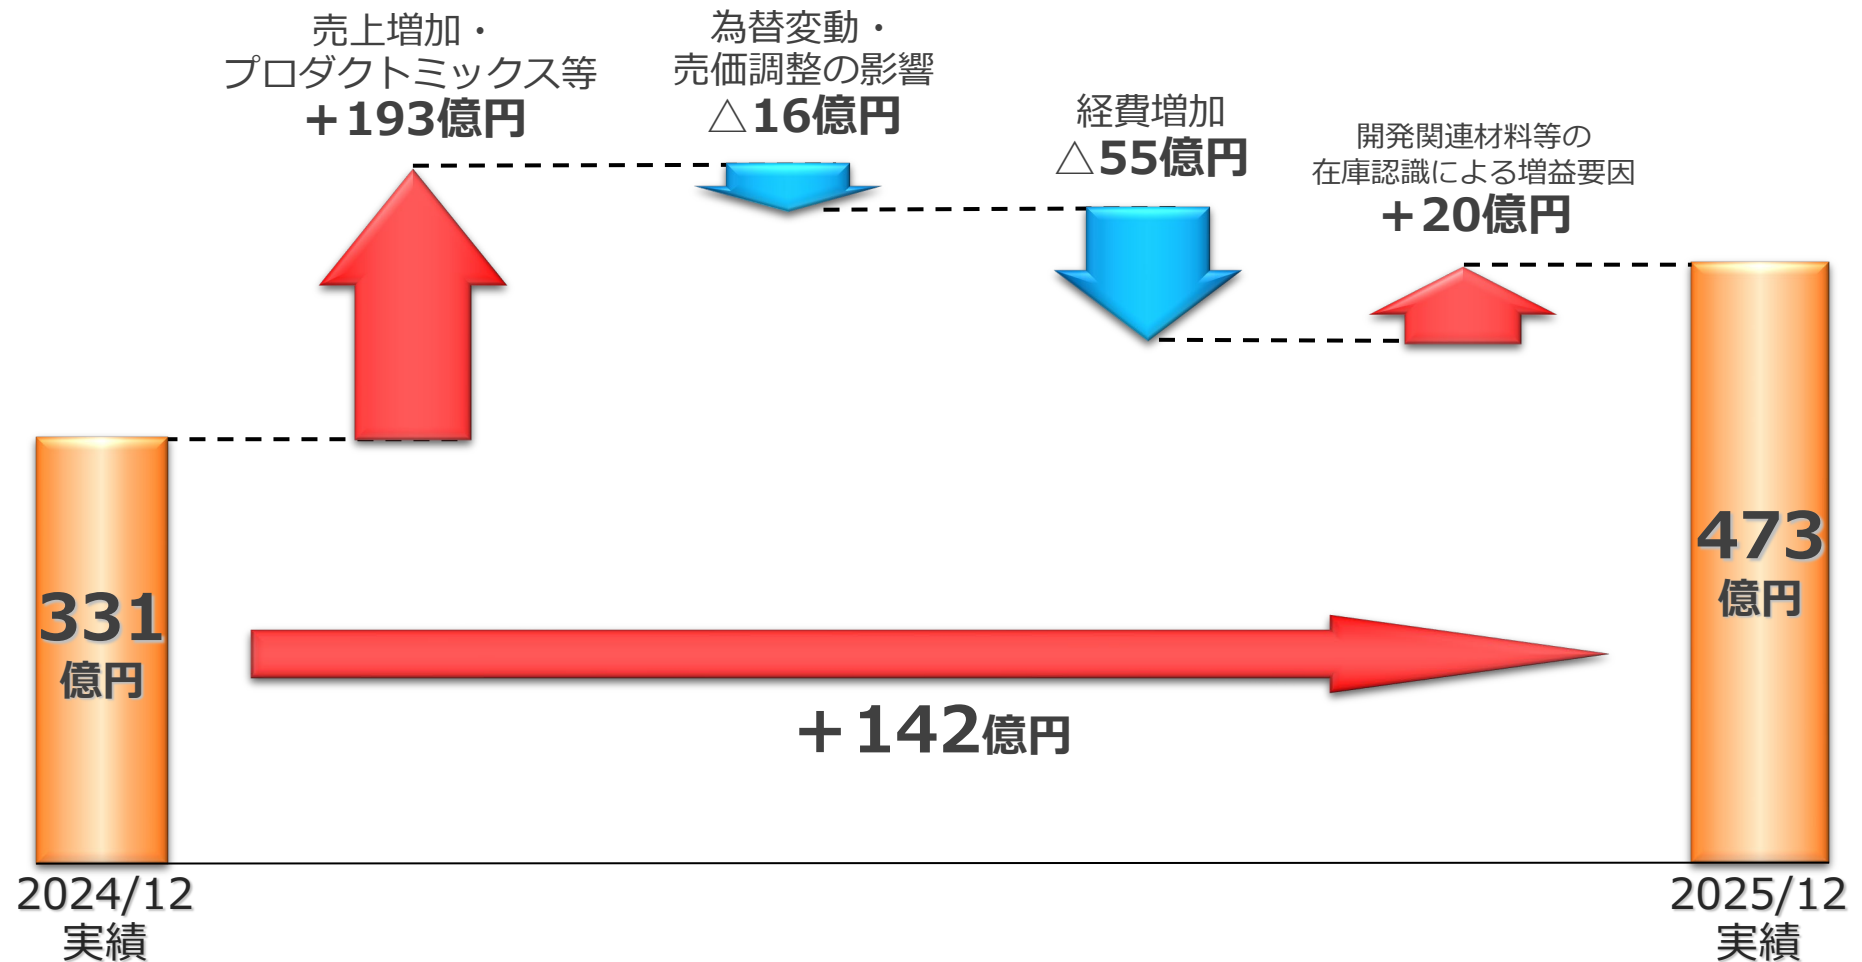 売上増加・
プロダクトミックス等
＋193億円
為替変動・
売価調整の影響
△16億円
経費増加
△55億円
開発関連材料等の
在庫認識による増益要因
＋20億円
331
億円
473
億円
＋142億円
2024/12
実績
2025/12
実績